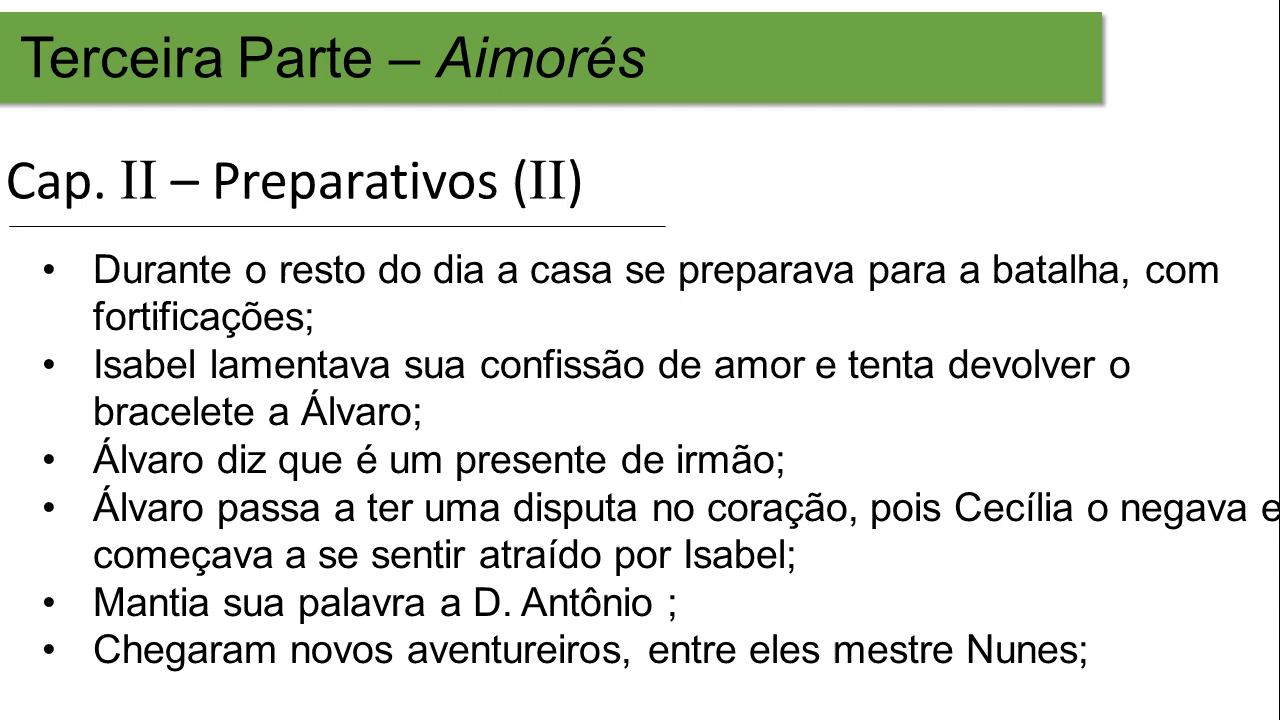 Terceira Parte – Aimorés
Cap. II – Preparativos (II)
• Durante o resto do dia a casa se preparava para a batalha, com
fortificações;
• Isabel lamentava sua confissão de amor e tenta devolver o
bracelete a Álvaro;
• Álvaro diz que é um presente de irmão;
• Álvaro passa a ter uma disputa no coração, pois Cecília o negava e
começava a se sentir atraído por Isabel;
• Mantia sua palavra a D. Antônio ;
• Chegaram novos aventureiros, entre eles mestre Nunes;